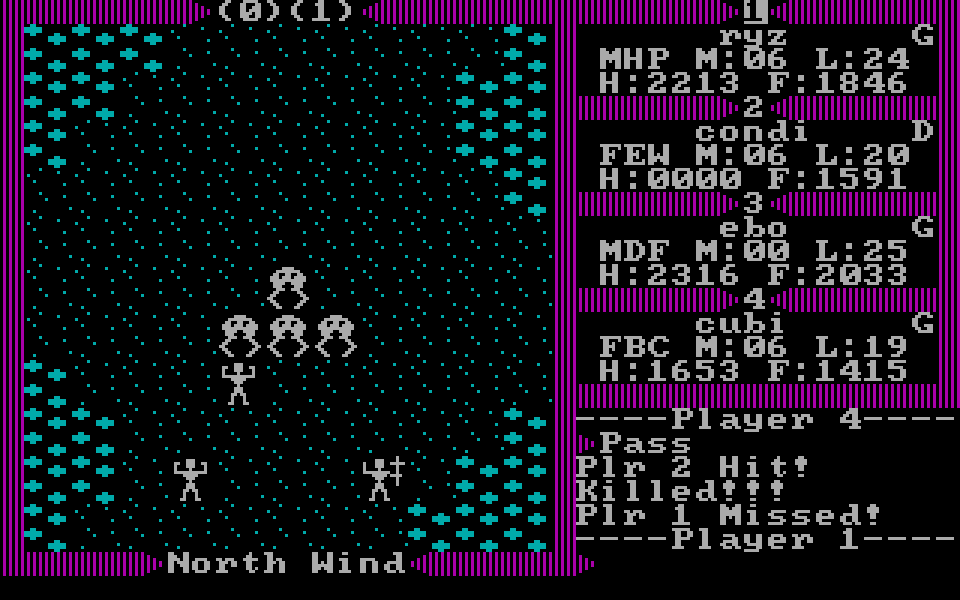 (0)(1)
1
ryz G
MHP M:06 L:24
H:2213 F:1846
2
condi D
FEW M:06 L:20
H:0000 F:1591
3
ebo G
MDF M:00 L:25
H:2316 F:2033
4
cubi G
FBC M:06 L:19
H:1653 F:1415
----Player 4----
Pass
Plr 2 Hit!
Killed!!!
Plr 1 Missed!
----Player 1----
North Wind